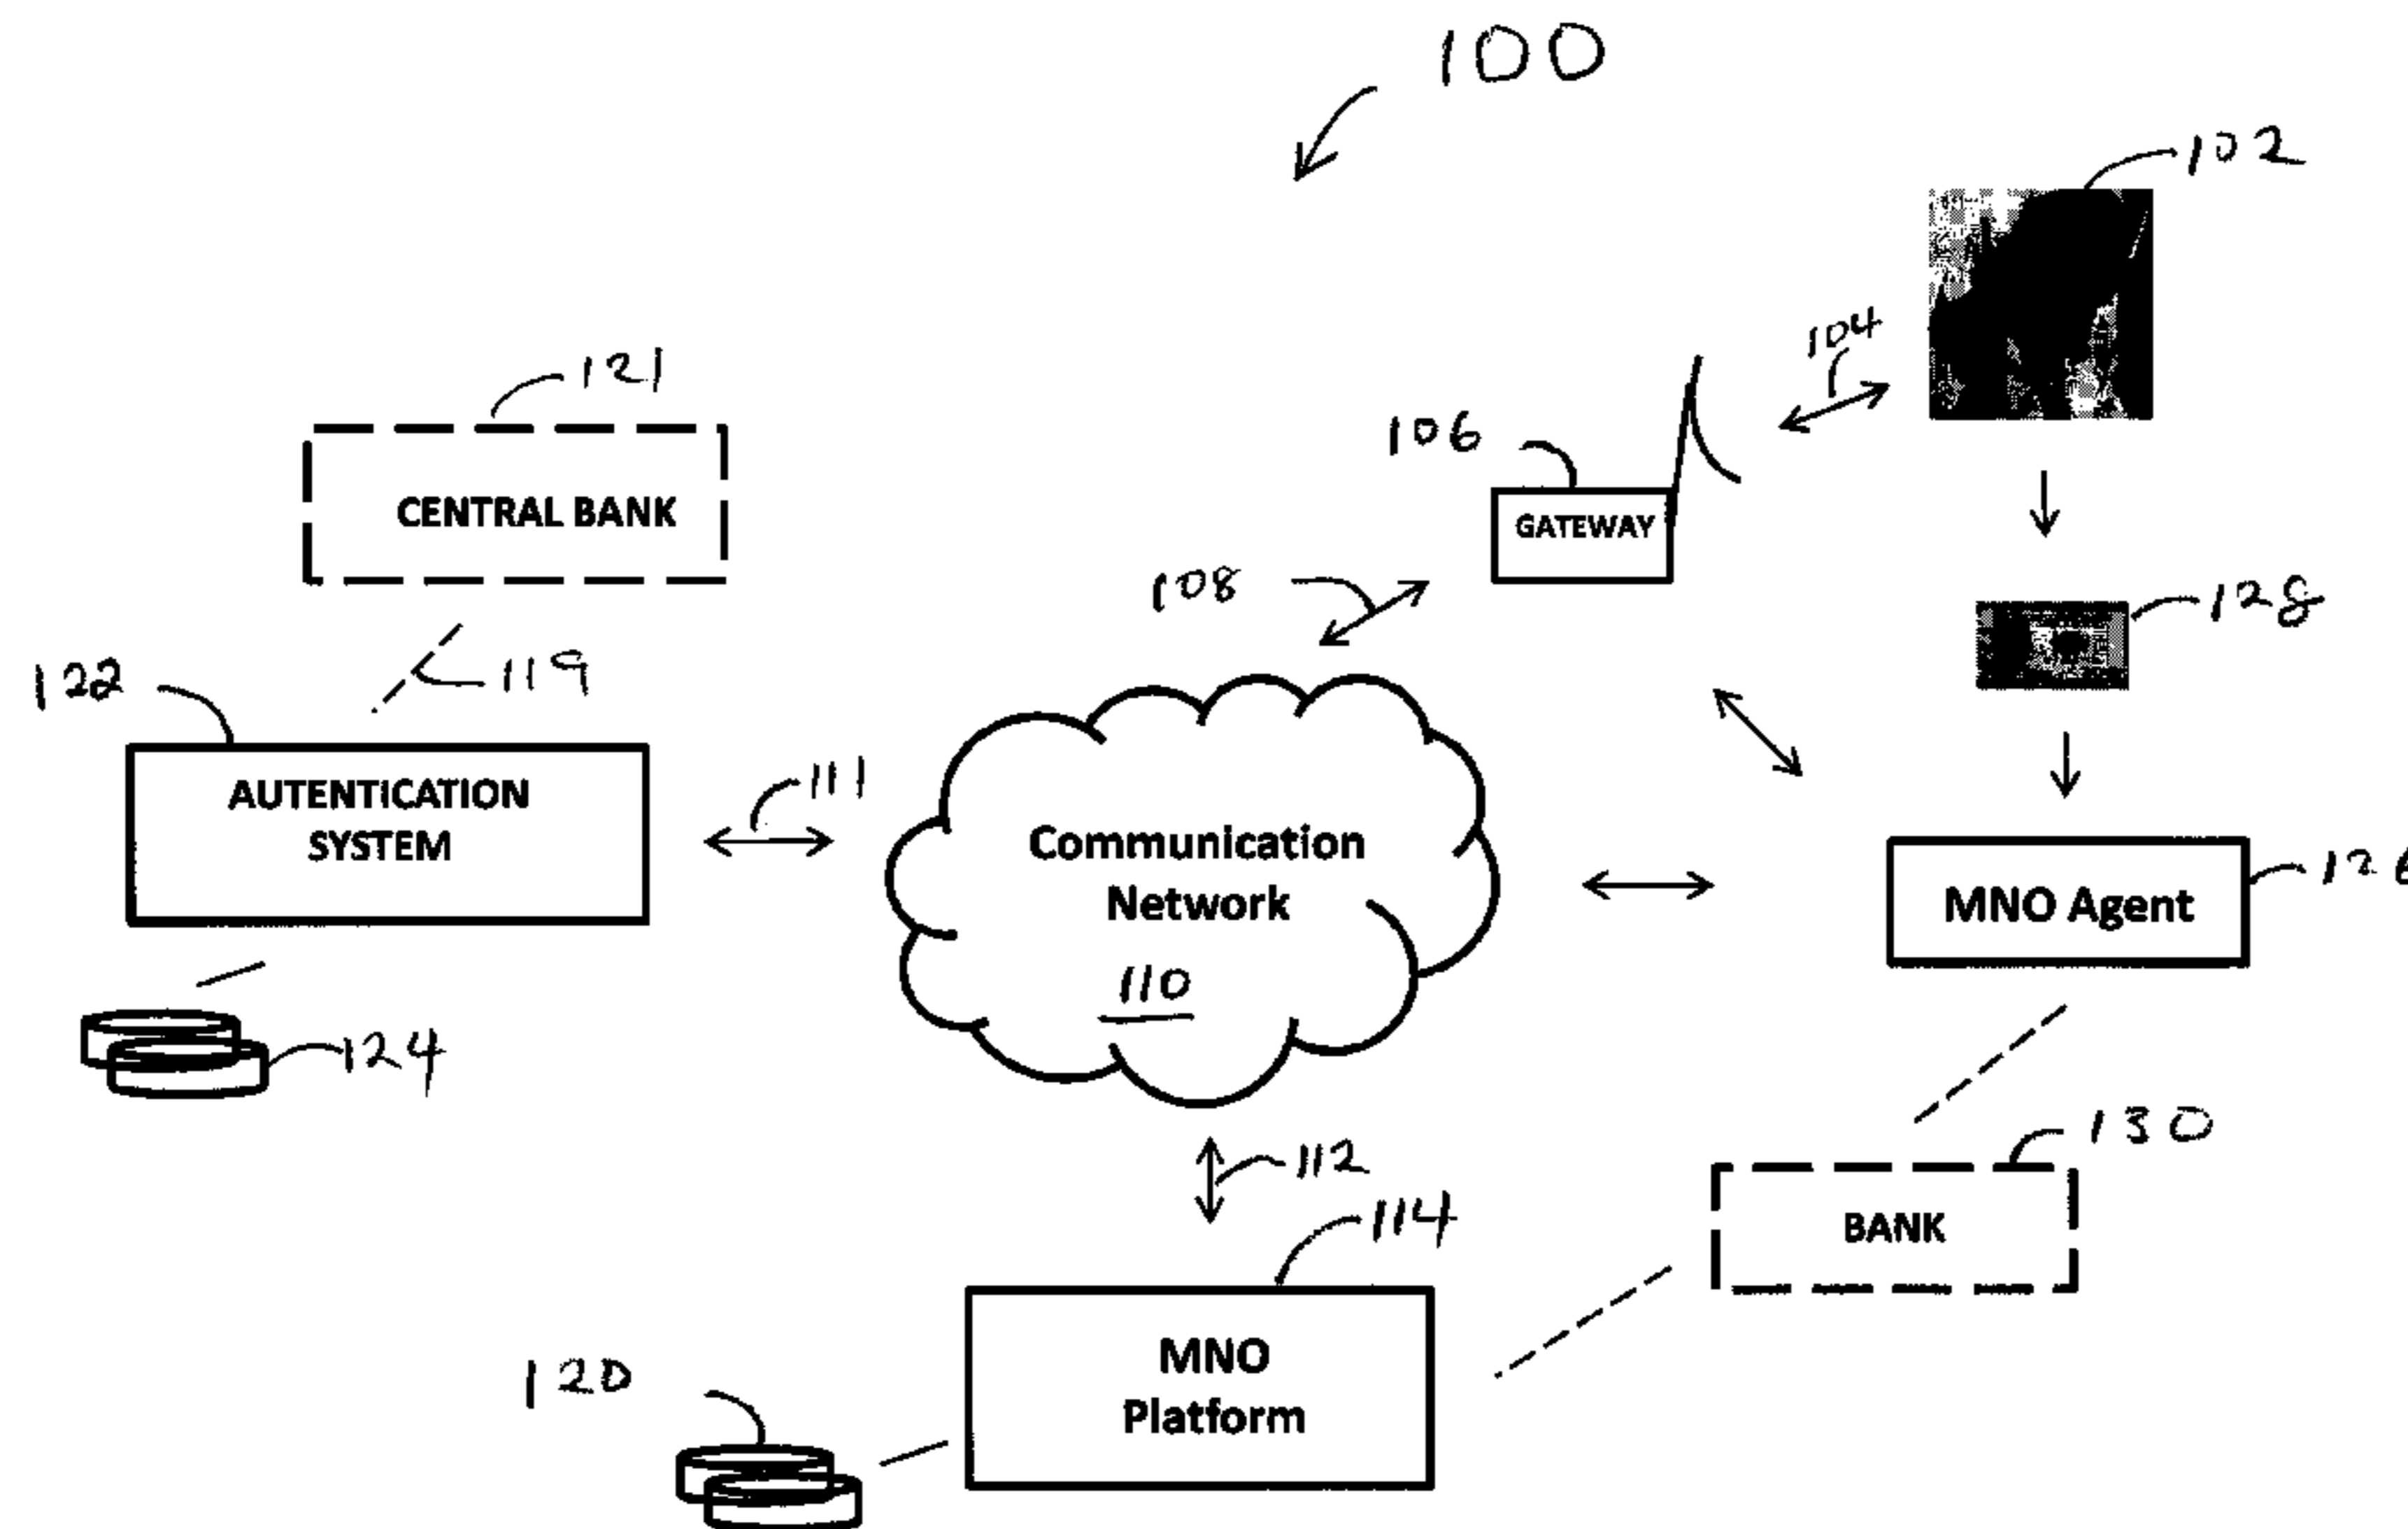 100
102
104
121
106
CENTRAL BANK
GATEWAY
108
128
119
122
111
AUTENTICATION
SYSTEM
Communication
Network
110
MNO Agent
124
130
112
114
BANK
MNO
Platform
120